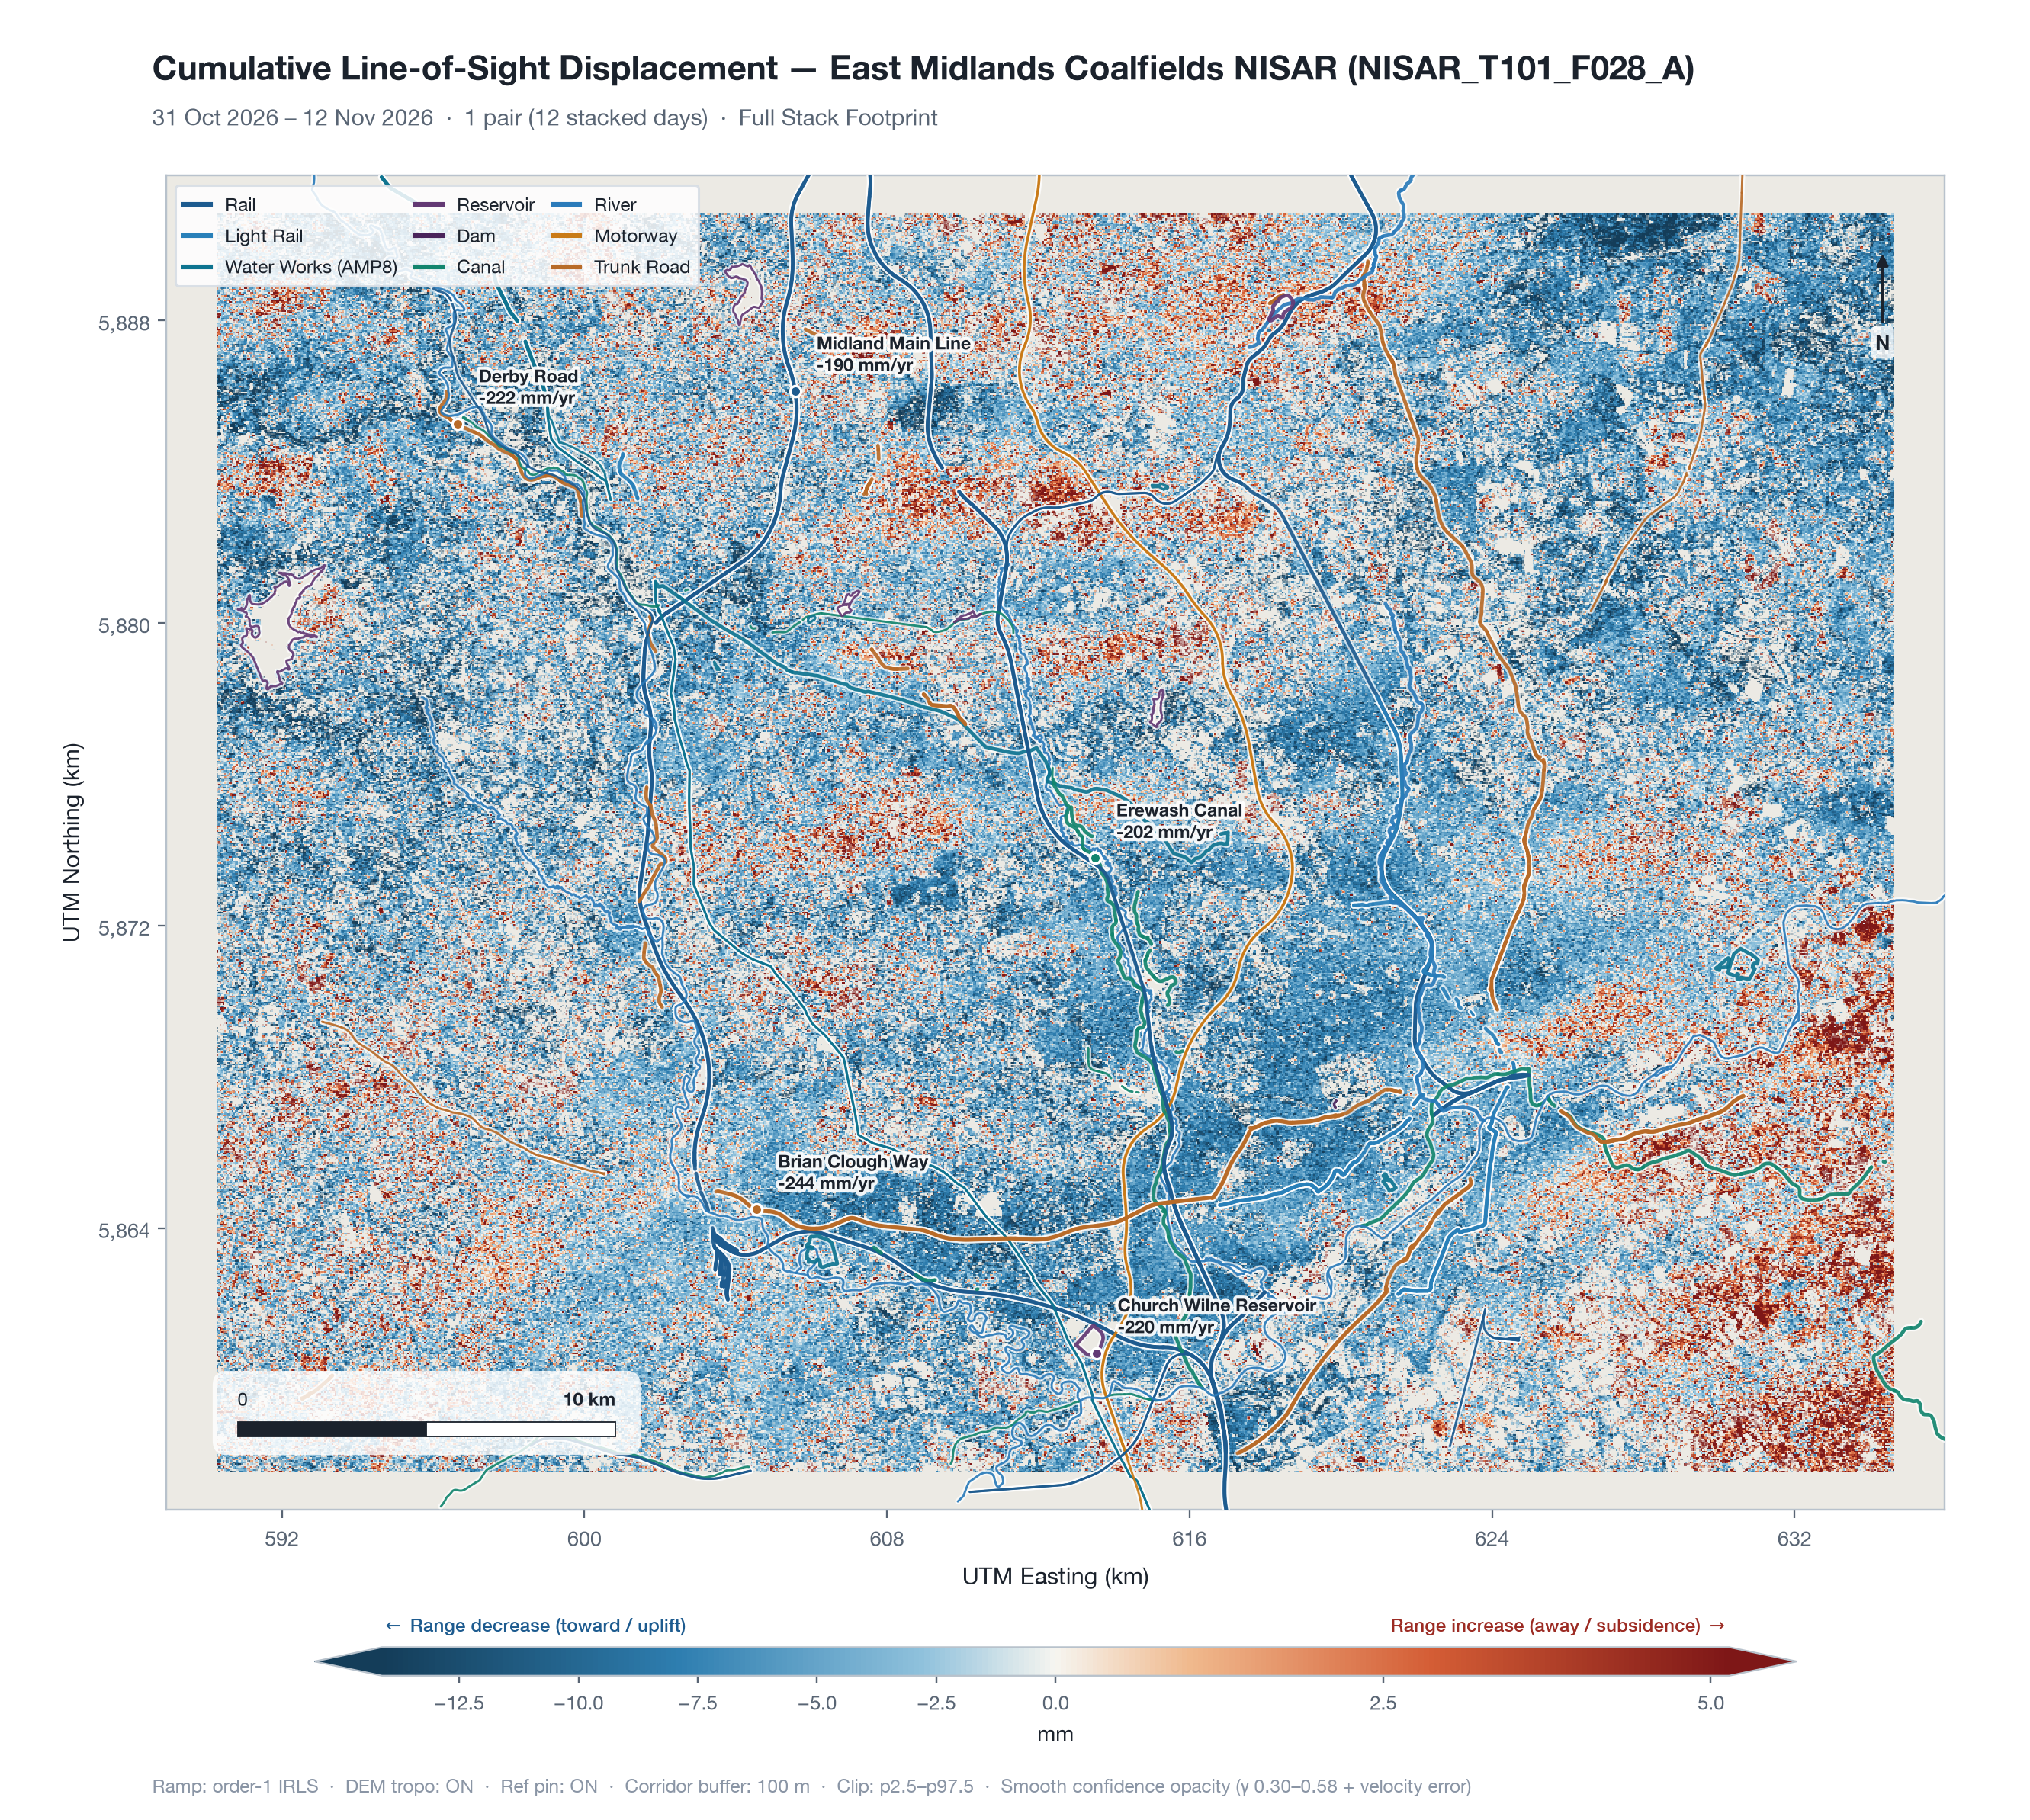 Cumulative Line-of-Sight Displacement — East Midlands Coalfields NISAR (NISAR_T101_F028_A)
31 Oct 2026 – 12 Nov 2026 · 1 pair (12 stacked days) · Full Stack Footprint
Rail
Light Rail
Water Works (AMP8)
Reservoir
Dam
Canal
River
Motorway
Trunk Road
N
Midland Main Line
-190 mm/yr
Derby Road
-222 mm/yr
Erewash Canal
-202 mm/yr
Brian Clough Way
-244 mm/yr
Church Wilne Reservoir
-220 mm/yr
0 10 km
UTM Northing (km)
5,888
5,880
5,872
5,864
592 600 608 616 624 632
UTM Easting (km)
← Range decrease (toward / uplift) Range increase (away / subsidence) →
−12.5 −10.0 −7.5 −5.0 −2.5 0.0 2.5 5.0
mm
Ramp: order-1 IRLS · DEM tropo: ON · Ref pin: ON · Corridor buffer: 100 m · Clip: p2.5–p97.5 · Smooth confidence opacity (γ 0.30–0.58 + velocity error)